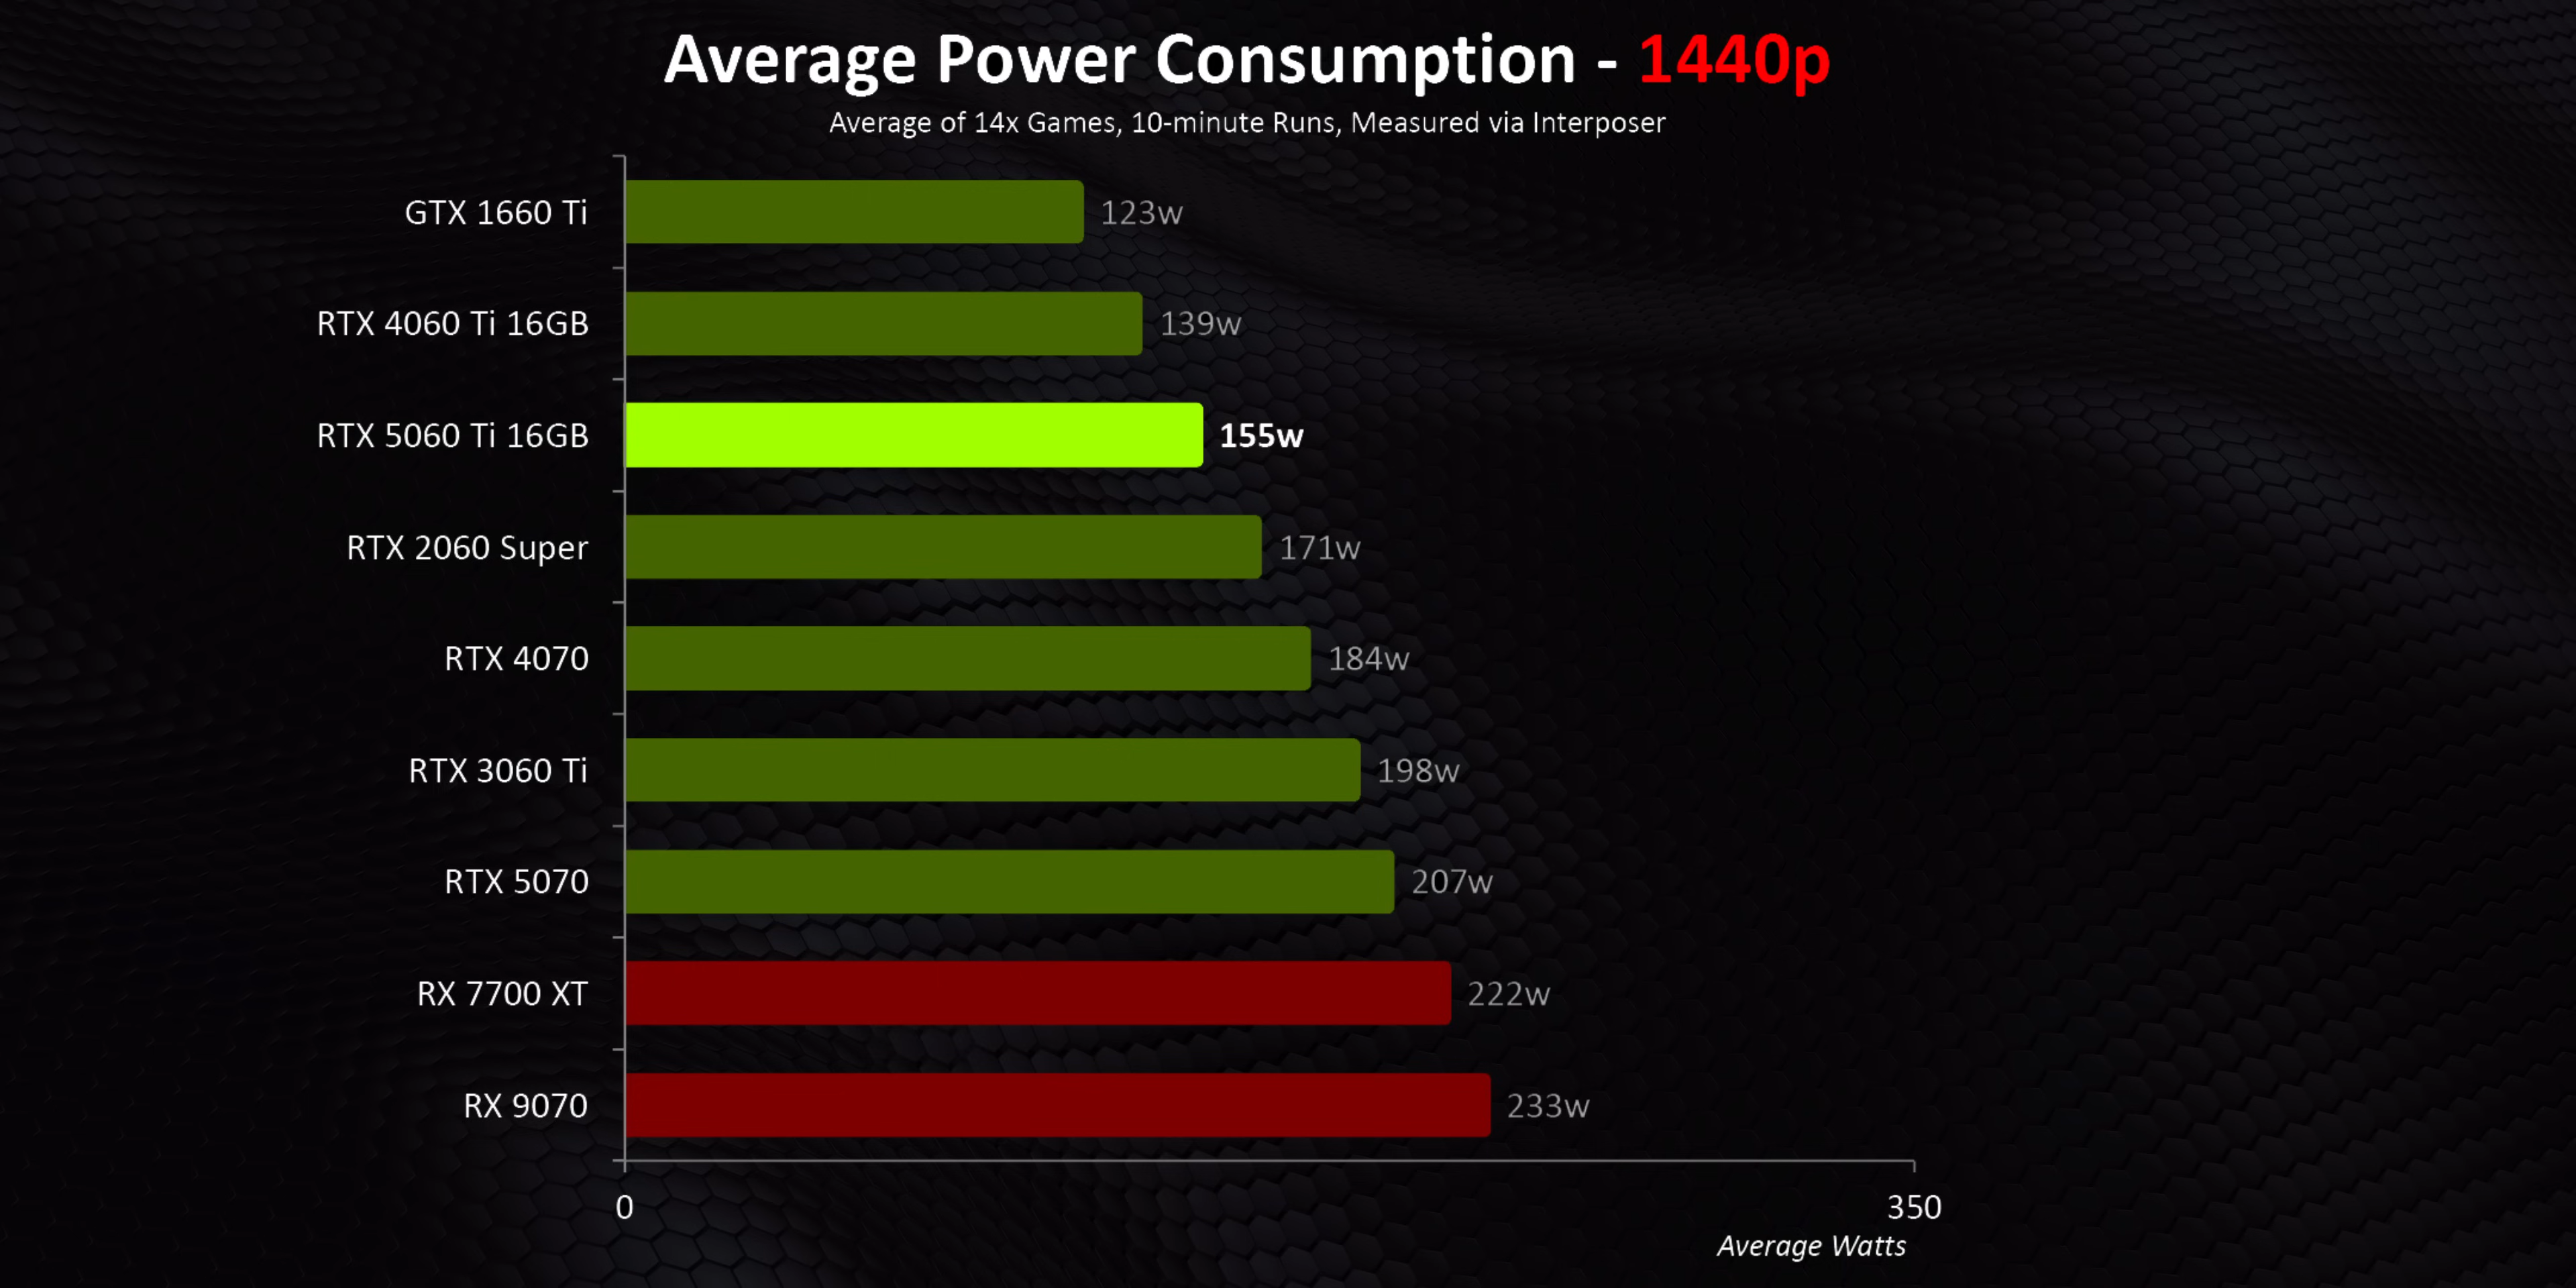 Average Power Consumption - 1440p
Average of 14x Games, 10-minute Runs, Measured via Interposer
GTX 1660 Ti 123w
RTX 4060 Ti 16GB 139w
RTX 5060 Ti 16GB 155w
RTX 2060 Super 171w
RTX 4070 184w
RTX 3060 Ti 198w
RTX 5070 207w
RX 7700 XT 222w
RX 9070 233w
0 350
Average Watts